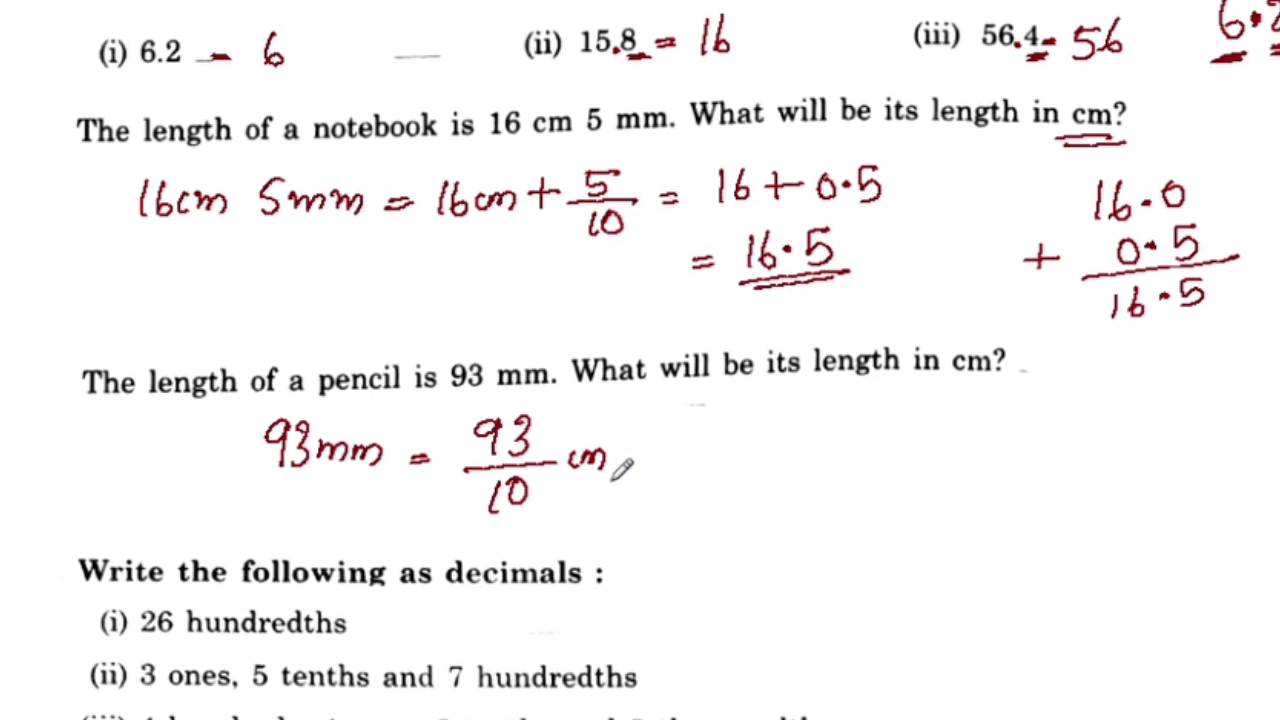 (i) 6.2 - 6 (ii) 15.8 = 16 (iii) 56.4 - 56 6.2
The length of a notebook is 16 cm 5 mm. What will be its length in cm?
16cm 5mm = 16cm + 5/10 = 16 + 0.5
= 16.5
16.0
+ 0.5
16.5
The length of a pencil is 93 mm. What will be its length in cm?
93mm = 93/10 cm
Write the following as decimals :
(i) 26 hundredths
(ii) 3 ones, 5 tenths and 7 hundredths